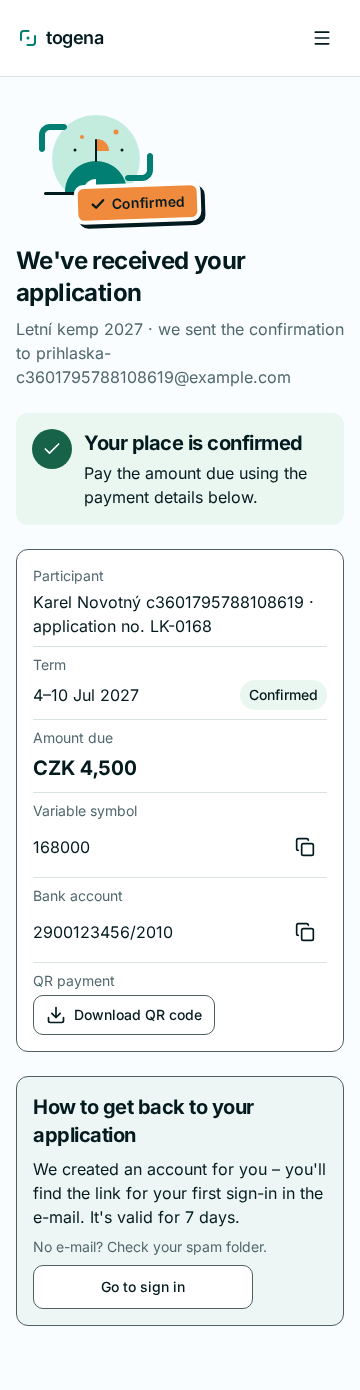 togena
Confirmed
We've received your
application
Letní kemp 2027 · we sent the confirmation
to prihlaska-
c3601795788108619@example.com
Your place is confirmed
Pay the amount due using the
payment details below.
Participant
Karel Novotný c3601795788108619 ·
application no. LK-0168
Term
4–10 Jul 2027
Confirmed
Amount due
CZK 4,500
Variable symbol
168000
Bank account
2900123456/2010
QR payment
Download QR code
How to get back to your
application
We created an account for you – you'll
find the link for your first sign-in in the
e-mail. It's valid for 7 days.
No e-mail? Check your spam folder.
Go to sign in